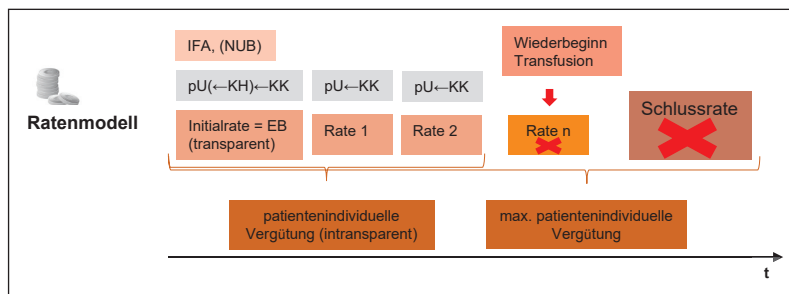 IFA, (NUB)
Wiederbeginn
Transfusion
pU(←KH)←KK
pU←KK
pU←KK
Ratenmodell
Initialrate = EB
(transparent)
Rate 1
Rate 2
Rate n
Schlussrate
patientenindividuelle
Vergütung (intransparent)
max. patientenindividuelle
Vergütung
t